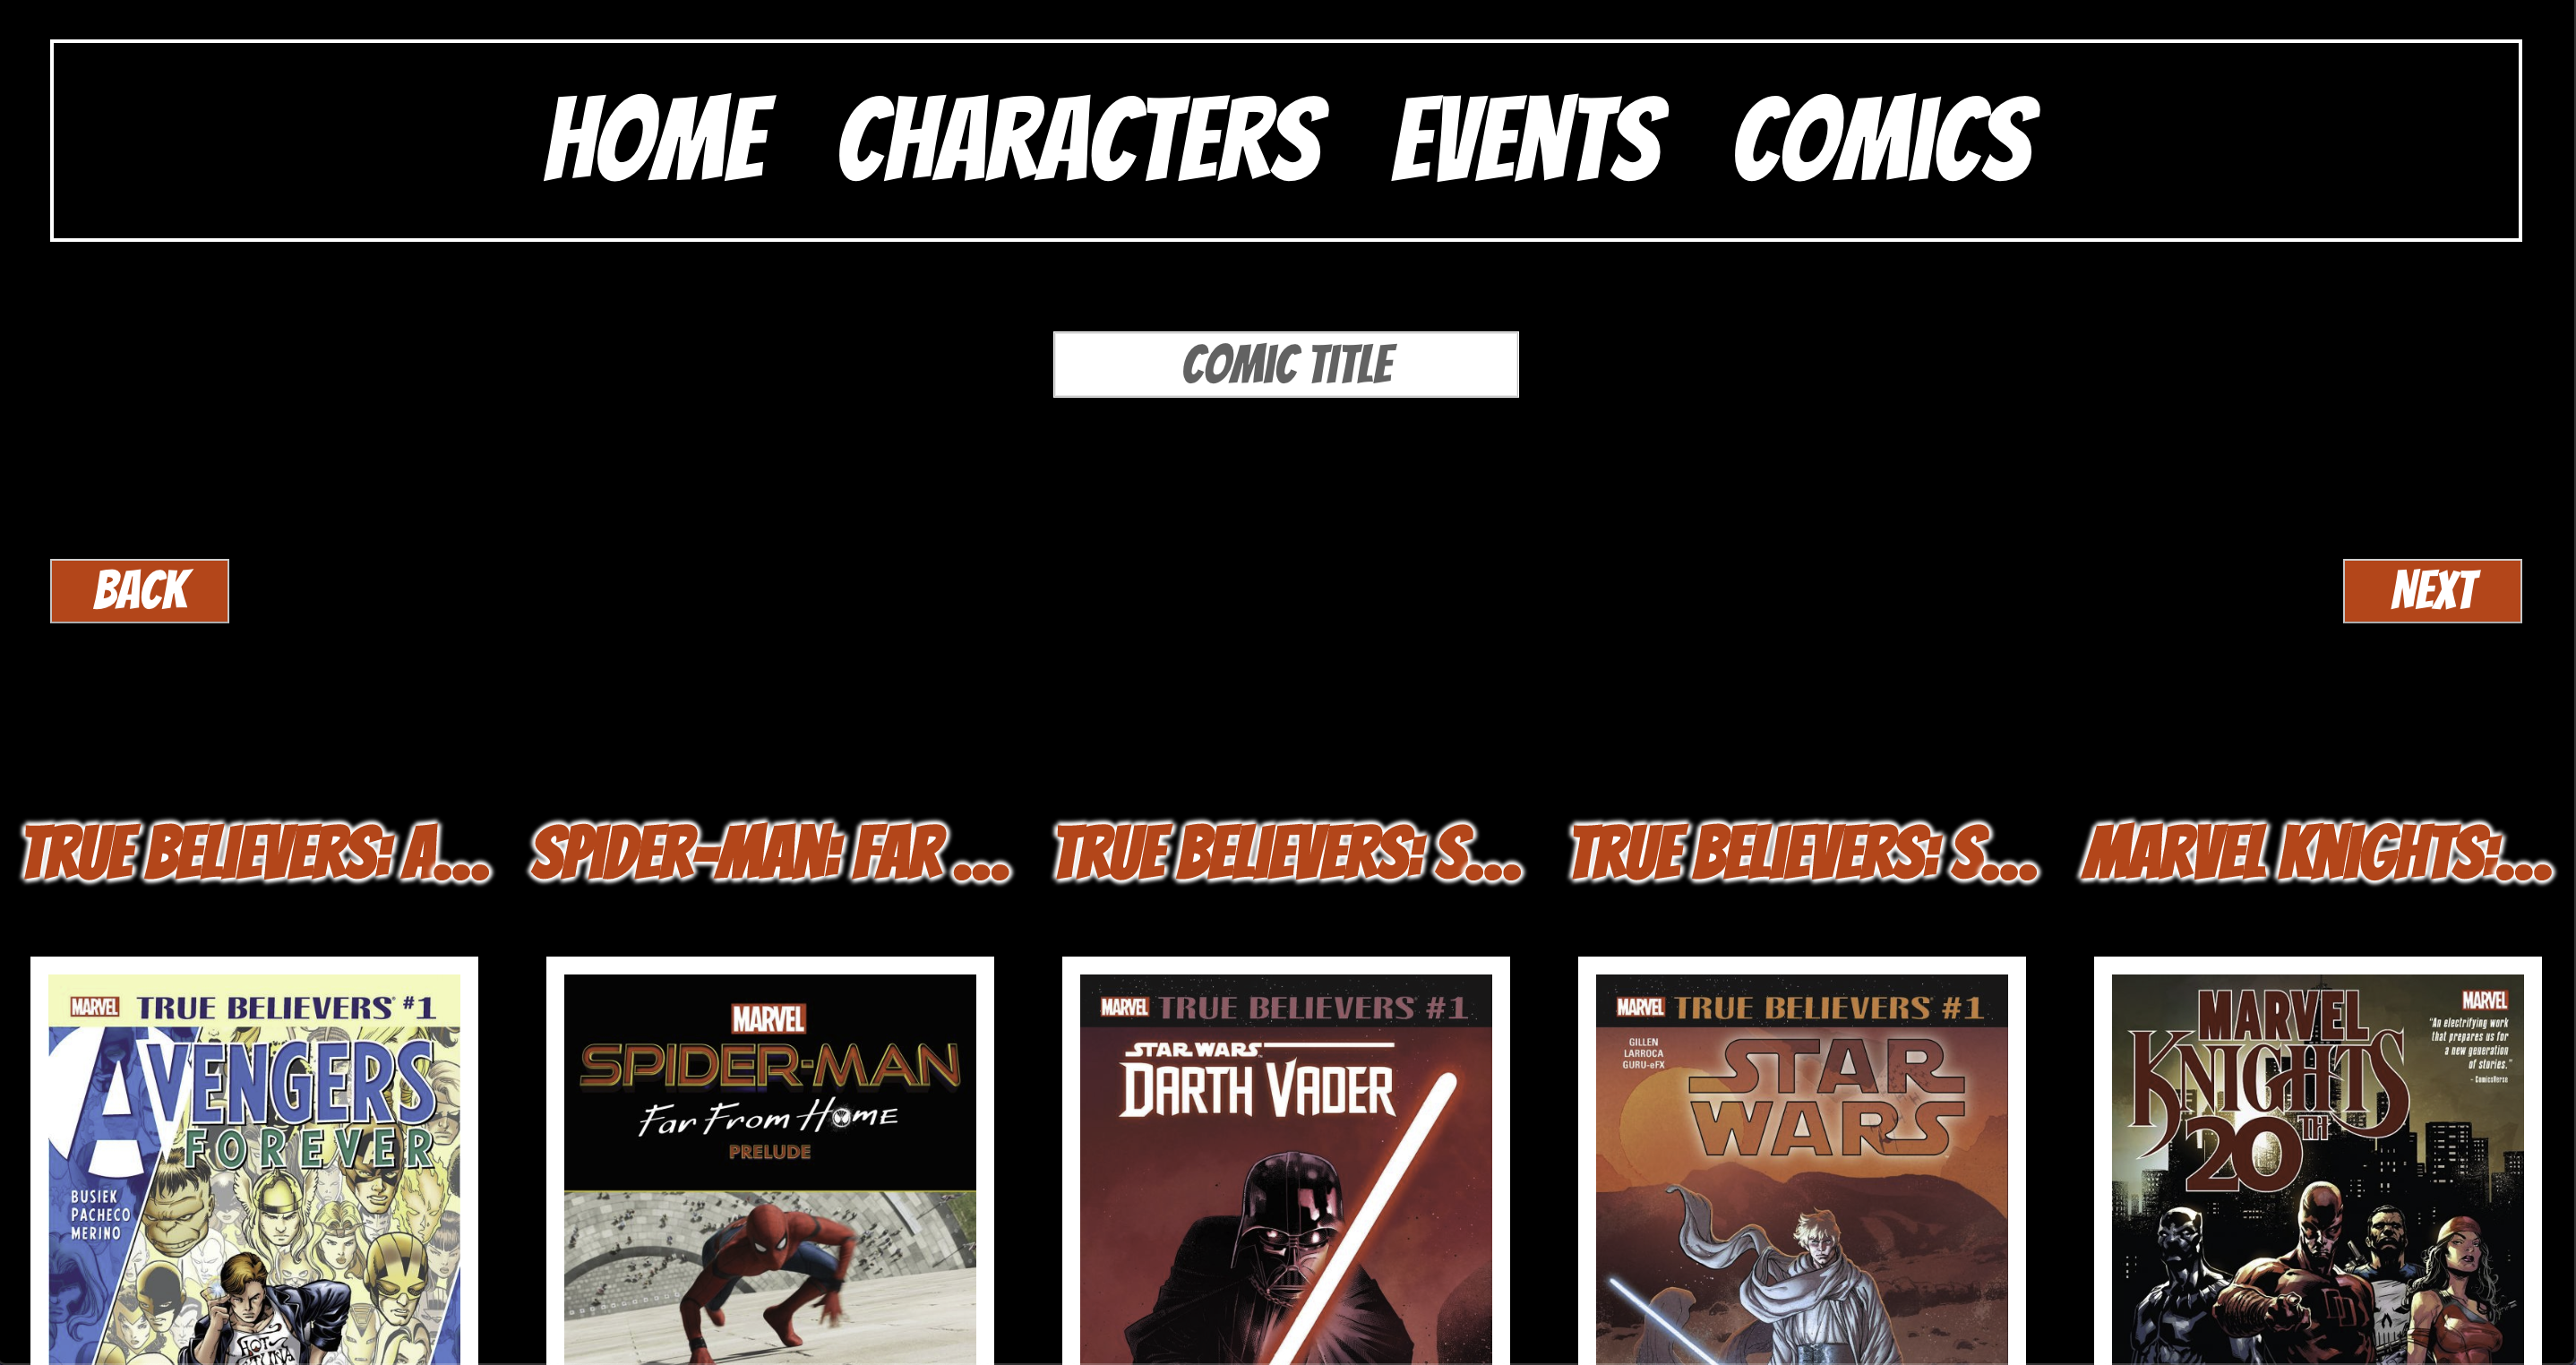 HOME CHARACTERS EVENTS COMICS
COMIC TITLE
BACK
NEXT
TRUE BELIEVERS: A...
SPIDER-MAN: FAR ...
TRUE BELIEVERS: S...
TRUE BELIEVERS: S...
MARVEL KNIGHTS:...
MARVEL TRUE BELIEVERS #1
AVENGERS
FOREVER
BUSIEK
PACHECO
MERINO
HOT
MARVEL
SPIDER-MAN
Far From Home
PRELUDE
MARVEL TRUE BELIEVERS #1
STAR WARS
DARTH VADER
MARVEL TRUE BELIEVERS #1
GILLEN
LARROCA
GURU-eFX
STAR
WARS
MARVEL
KNIGHTS
20TH
MARVEL
"An electrifying work
that prepares us for
a new generation
of stories."
- ComicsVerse